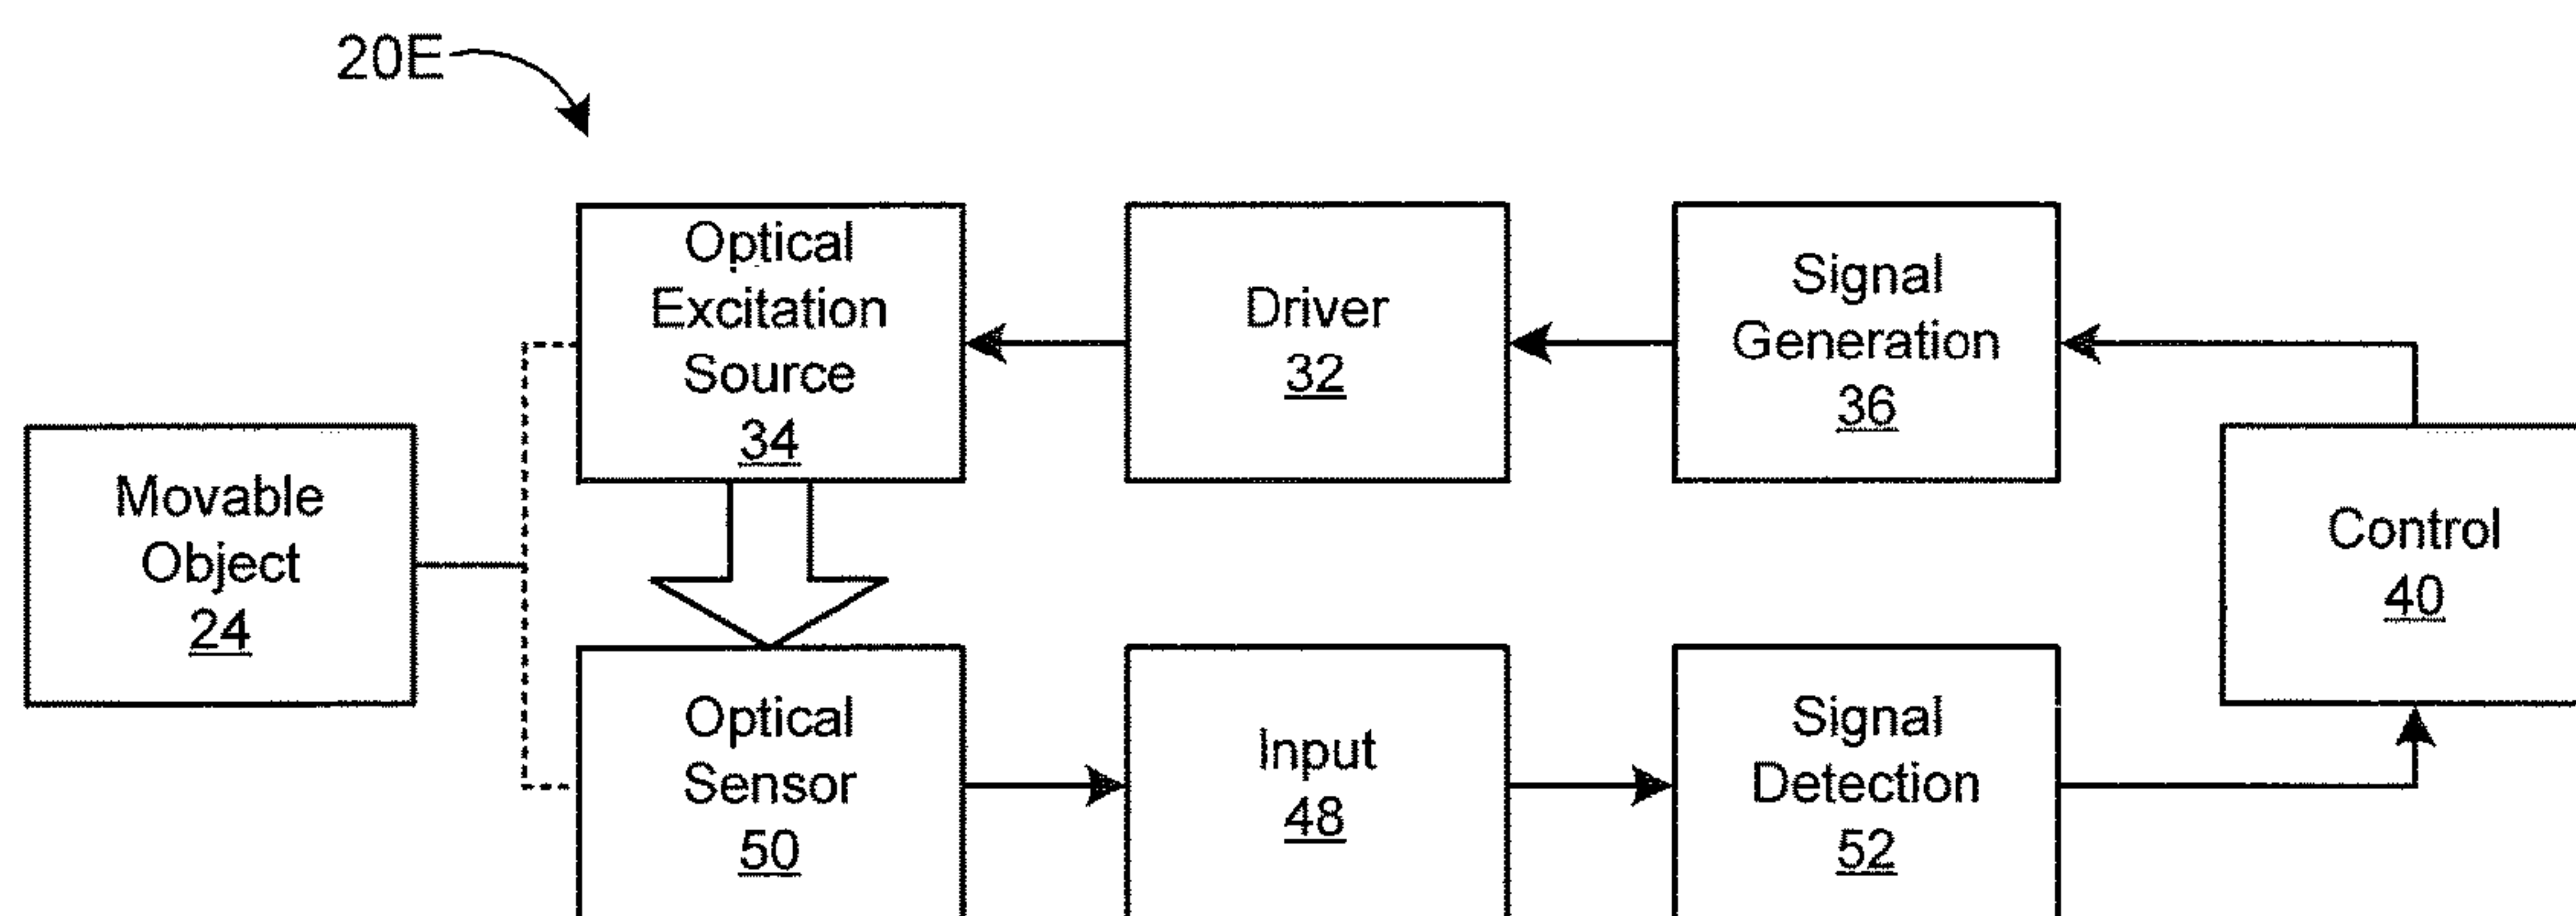 20E
Optical
Excitation
Source
34
Driver
32
Signal
Generation
36
Movable
Object
24
Control
40
Optical
Sensor
50
Input
48
Signal
Detection
52